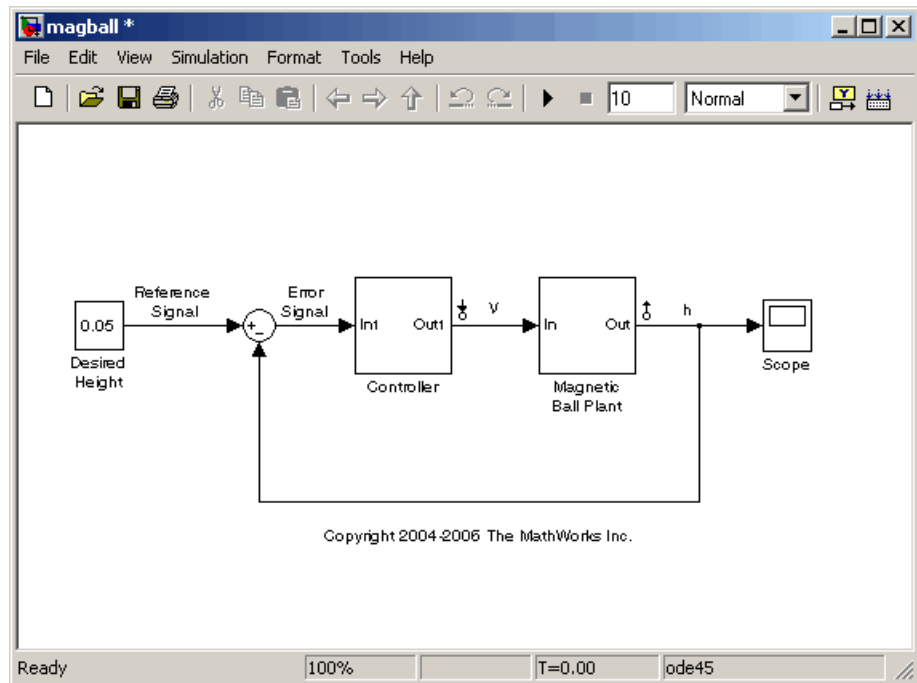 magball *
File Edit View Simulation Format Tools Help
10 Normal
Reference
Signal
Error
Signal
0.05
In1 Out1
V
In Out
h
Desired
Height
Controller
Magnetic
Ball Plant
Scope
Copyright 2004-2006 The MathWorks Inc.
Ready 100% T=0.00 ode45